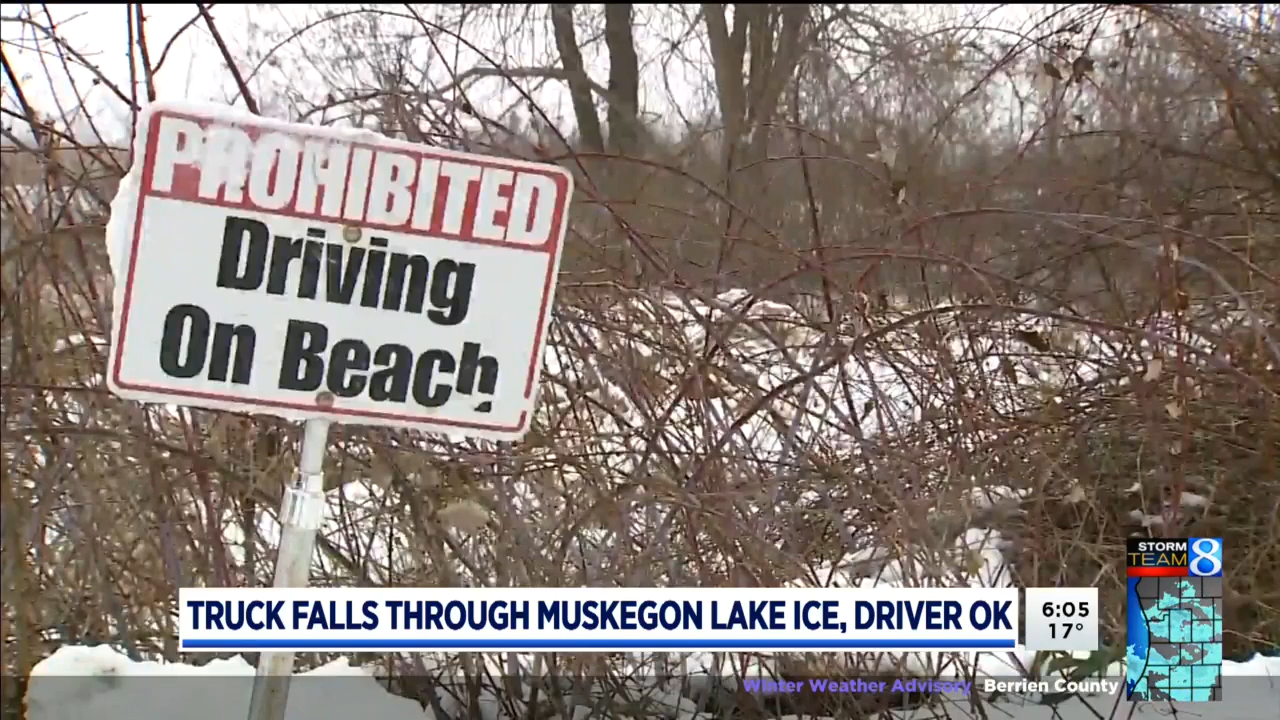 PROHIBITED
Driving
On Beach
STORM
TEAM 8
TRUCK FALLS THROUGH MUSKEGON LAKE ICE, DRIVER OK
6:05
17°
Winter Weather Advisory Berrien County